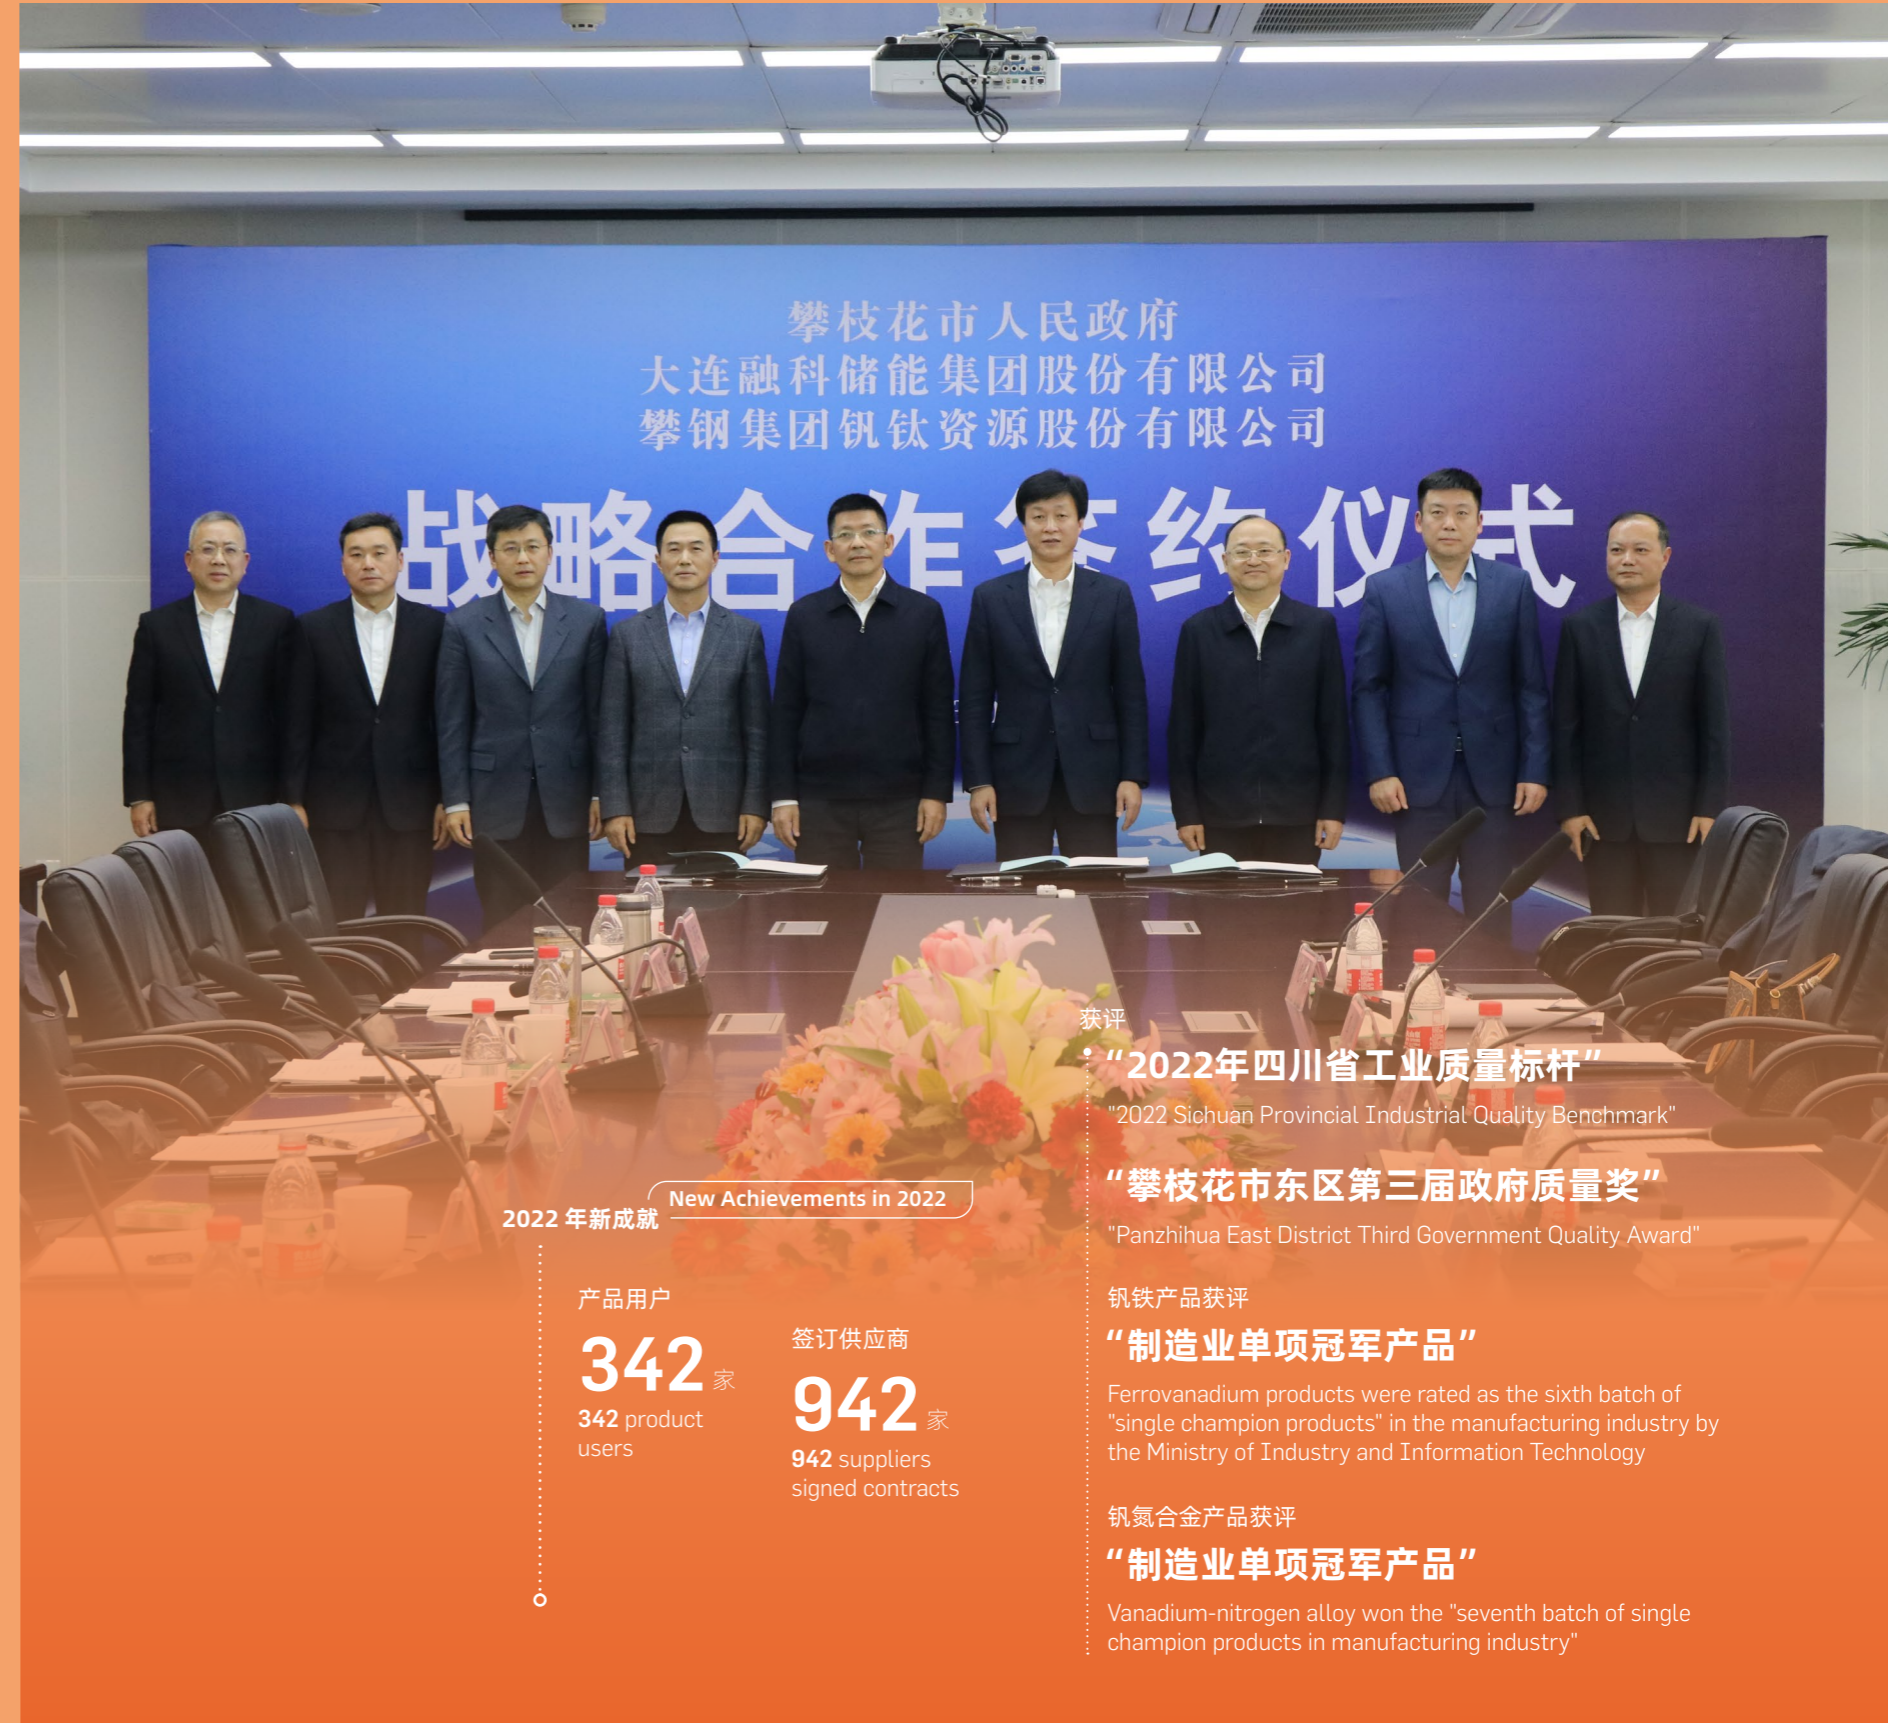 攀枝花市人民政府
大连融科储能集团股份有限公司
攀钢集团钒钛资源股份有限公司
战略合作签约仪式
2022 年新成就
New Achievements in 2022
产品用户
342 家
342 product
users
签订供应商
942 家
942 suppliers
signed contracts
获评
“2022年四川省工业质量标杆”
"2022 Sichuan Provincial Industrial Quality Benchmark"
“攀枝花市东区第三届政府质量奖”
"Panzhihua East District Third Government Quality Award"
钒铁产品获评
“制造业单项冠军产品”
Ferrovanadium products were rated as the sixth batch of
"single champion products" in the manufacturing industry by
the Ministry of Industry and Information Technology
钒氮合金产品获评
“制造业单项冠军产品”
Vanadium-nitrogen alloy won the "seventh batch of single
champion products in manufacturing industry"